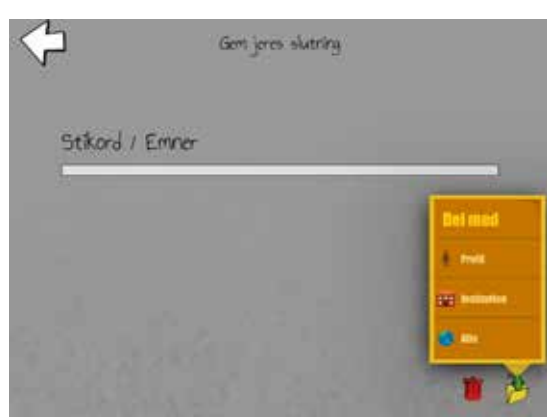 Gem jeres slutring
Stikord / Emner
Del med
Profil
Institution
Alle